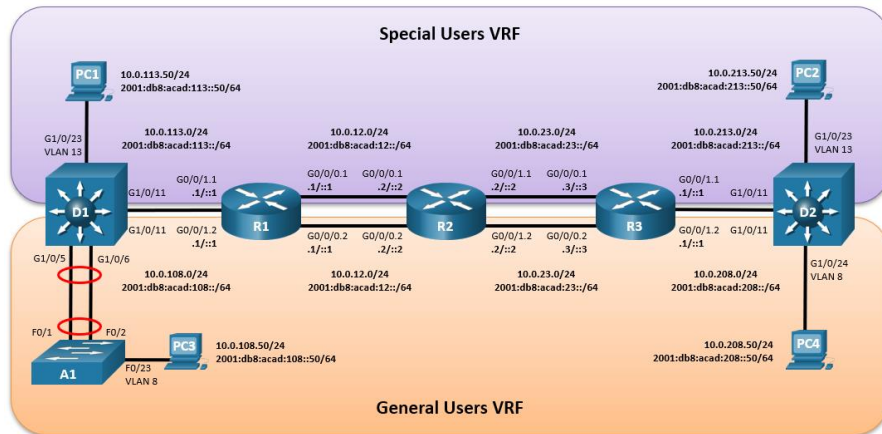 Special Users VRF
PC1
10.0.113.50/24
2001:db8:acad:113::50/64
10.0.213.50/24
2001:db8:acad:213::50/64
PC2
G1/0/23
VLAN 13
10.0.113.0/24
2001:db8:acad:113::/64
10.0.12.0/24
2001:db8:acad:12::/64
10.0.23.0/24
2001:db8:acad:23::/64
10.0.213.0/24
2001:db8:acad:213::/64
G1/0/23
VLAN 13
D1
G1/0/11
G0/0/1.1
.1/::1
R1
G0/0/0.1
.1/::1
G0/0/0.1
.2/::2
R2
G0/0/1.1
.2/::2
G0/0/0.1
.3/::3
R3
G0/0/1.1
.1/::1
G1/0/11
D2
G1/0/11
G0/0/1.2
.1/::1
G0/0/0.2
.1/::1
G0/0/0.2
.2/::2
G0/0/1.2
.2/::2
G0/0/0.2
.3/::3
G0/0/1.2
.1/::1
G1/0/11
G1/0/5
G1/0/6
10.0.108.0/24
2001:db8:acad:108::/64
10.0.12.0/24
2001:db8:acad:12::/64
10.0.23.0/24
2001:db8:acad:23::/64
10.0.208.0/24
2001:db8:acad:208::/64
G1/0/24
VLAN 8
F0/1
F0/2
A1
F0/23
VLAN 8
PC3
10.0.108.50/24
2001:db8:acad:108::50/64
10.0.208.50/24
2001:db8:acad:208::50/64
PC4
General Users VRF